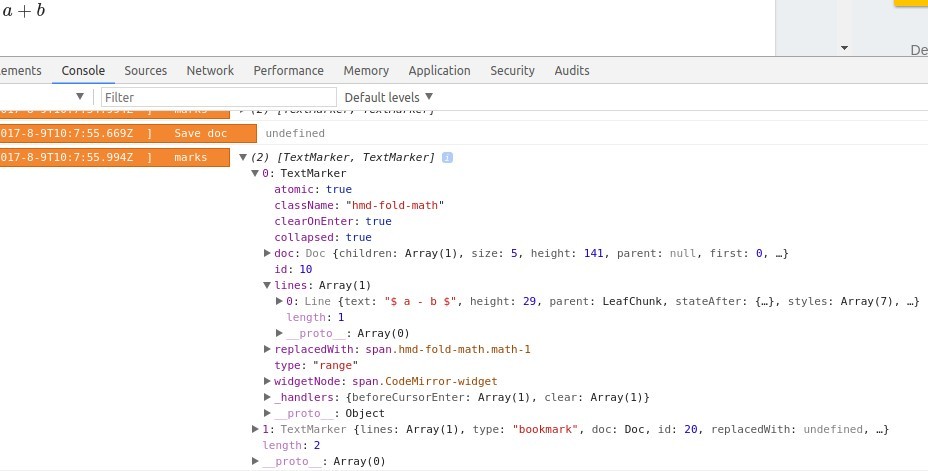 a + b
De
ements Console Sources Network Performance Memory Application Security Audits
Filter Default levels ▼
017-8-9T10:7:55.669Z ] Save doc undefined
017-8-9T10:7:55.994Z ] marks (2) [TextMarker, TextMarker] i
0: TextMarker
atomic: true
className: "hmd-fold-math"
clearOnEnter: true
collapsed: true
doc: Doc {children: Array(1), size: 5, height: 141, parent: null, first: 0, …}
id: 10
lines: Array(1)
0: Line {text: "$ a - b $", height: 29, parent: LeafChunk, stateAfter: {…}, styles: Array(7), …}
length: 1
__proto__: Array(0)
replacedWith: span.hmd-fold-math.math-1
type: "range"
widgetNode: span.CodeMirror-widget
_handlers: {beforeCursorEnter: Array(1), clear: Array(1)}
__proto__: Object
1: TextMarker {lines: Array(1), type: "bookmark", doc: Doc, id: 20, replacedWith: undefined, …}
length: 2
__proto__: Array(0)